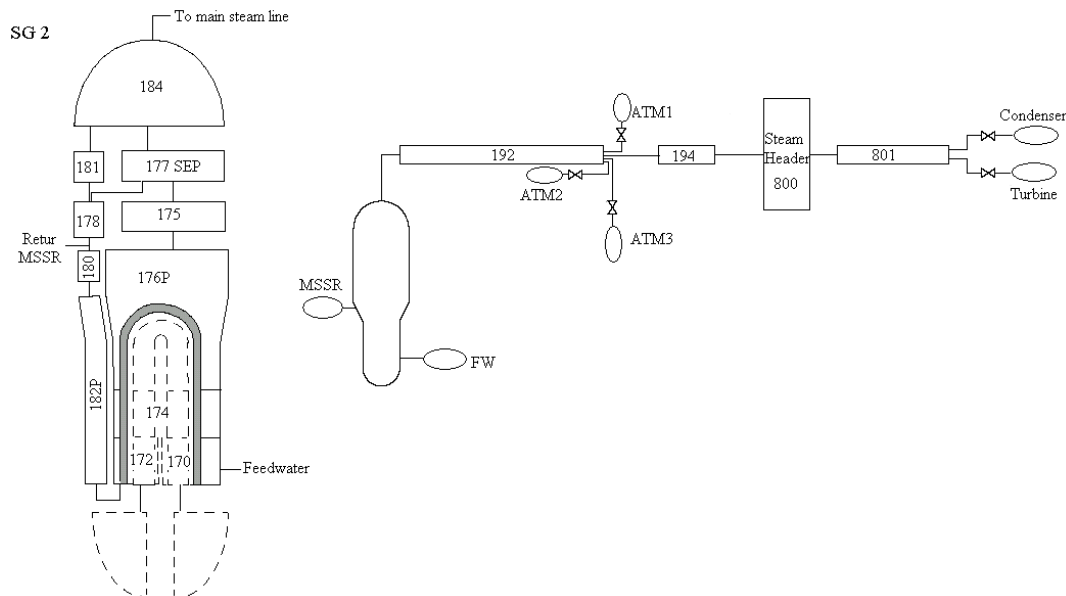 SG 2
To main steam line
184
181
177 SEP
178
175
Retur
MSSR
180
176P
182P
174
172
170
Feedwater
ATM1
192
ATM2
ATM3
194
Steam
Header
800
801
Condenser
Turbine
MSSR
FW